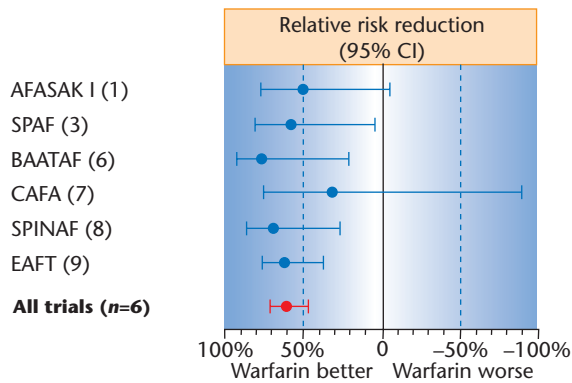 Relative risk reduction
(95% CI)
AFASAK I (1)
SPAF (3)
BAATAF (6)
CAFA (7)
SPINAF (8)
EAFT (9)
All trials (n=6)
100% 50% 0 −50% −100%
Warfarin better Warfarin worse